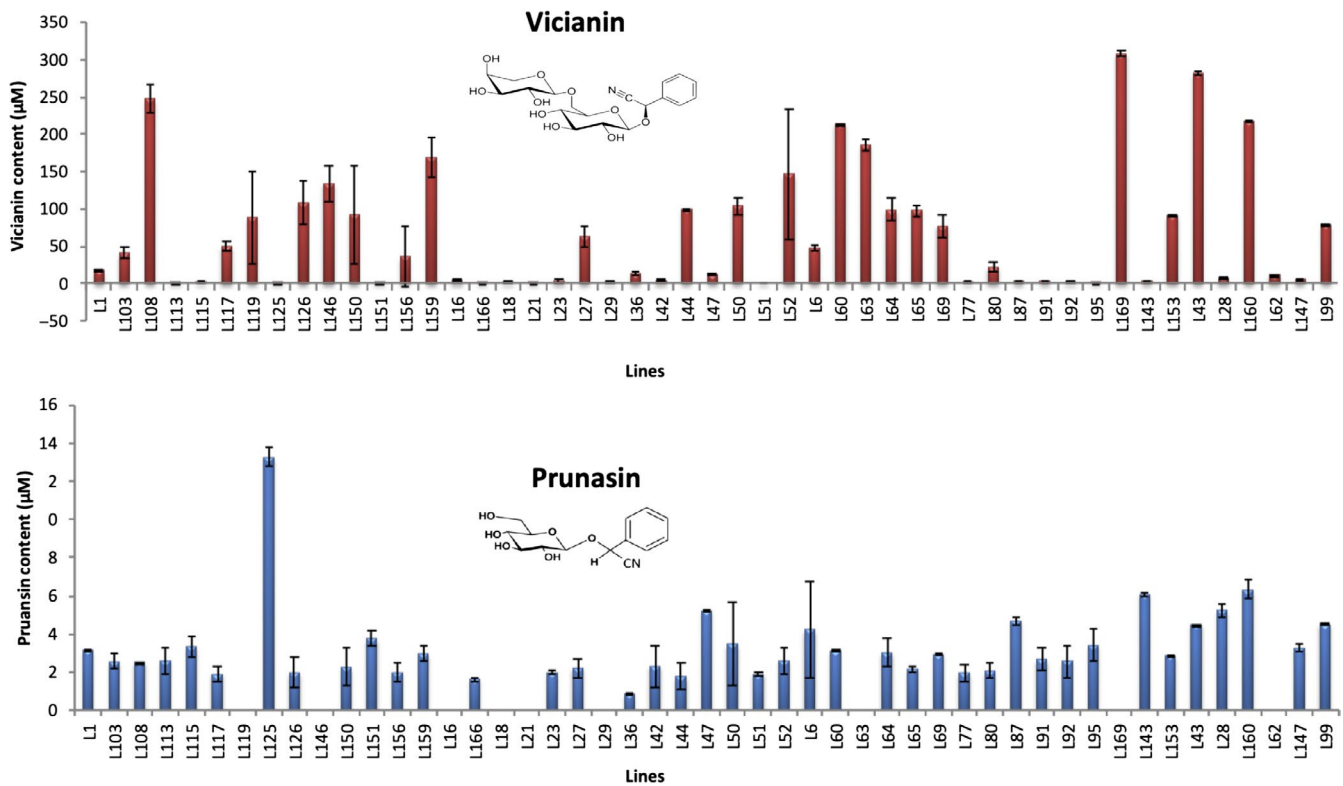 Vicianin
Vicianin content (µM)
350
300
250
200
150
100
50
0
–50
OH
HO
HO
OH
O
O
HO
HO
OH
O
O
N
L1 L103 L108 L113 L115 L117 L119 L125 L126 L146 L150 L151 L156 L159 L16 L166 L18 L21 L23 L27 L29 L36 L42 L44 L47 L50 L51 L52 L6 L60 L63 L64 L65 L69 L77 L80 L87 L91 L92 L95 L169 L143 L153 L43 L28 L160 L62 L147 L99
Lines
Prunasin
Pruansin content (µM)
16
14
2
0
8
6
4
2
0
HO
HO
HO
OH
O
O
H
CN
L1 L103 L108 L113 L115 L117 L119 L125 L126 L146 L150 L151 L156 L159 L16 L166 L18 L21 L23 L27 L29 L36 L42 L44 L47 L50 L51 L52 L6 L60 L63 L64 L65 L69 L77 L80 L87 L91 L92 L95 L169 L143 L153 L43 L28 L160 L62 L147 L99
Lines